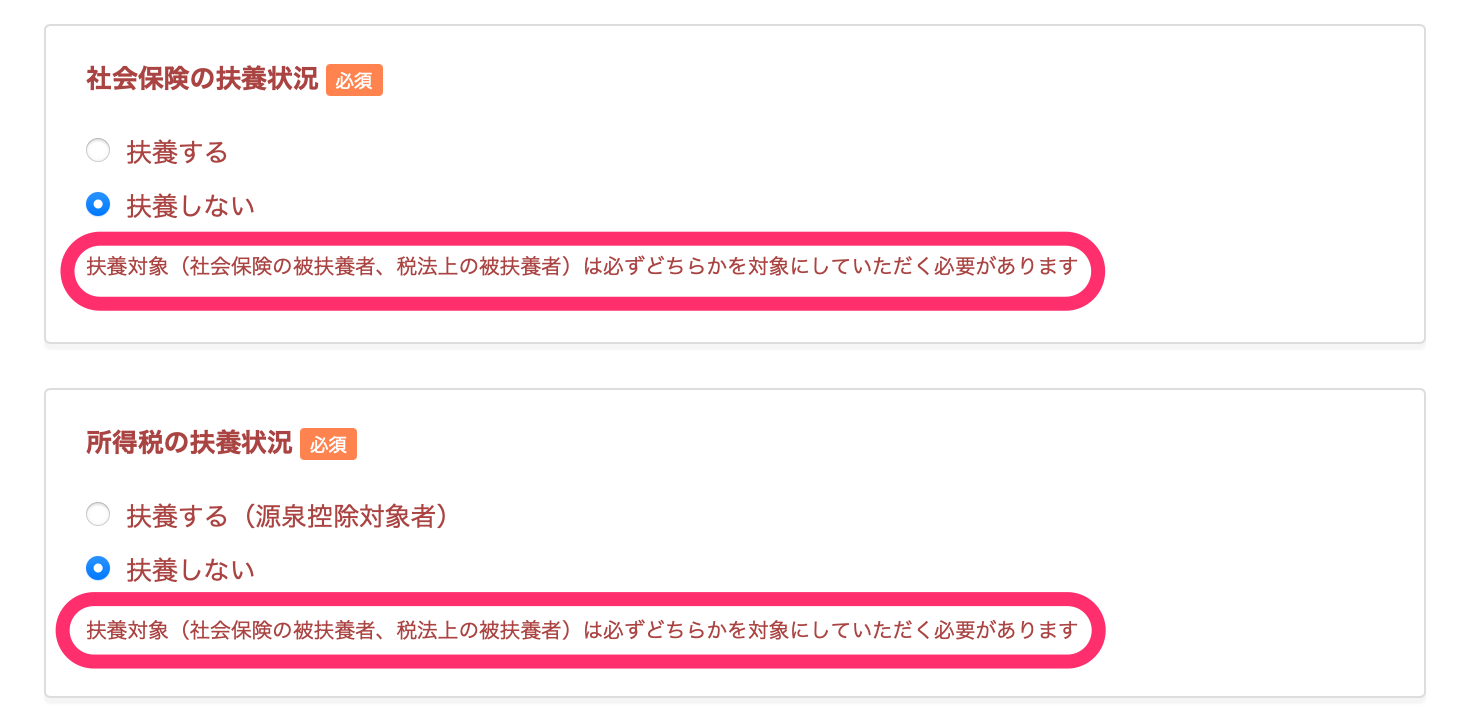 社会保険の扶養状況 必須
扶養する
扶養しない
扶養対象（社会保険の被扶養者、税法上の被扶養者）は必ずどちらかを対象にしていただく必要があります
所得税の扶養状況 必須
扶養する（源泉控除対象者）
扶養しない
扶養対象（社会保険の被扶養者、税法上の被扶養者）は必ずどちらかを対象にしていただく必要があります